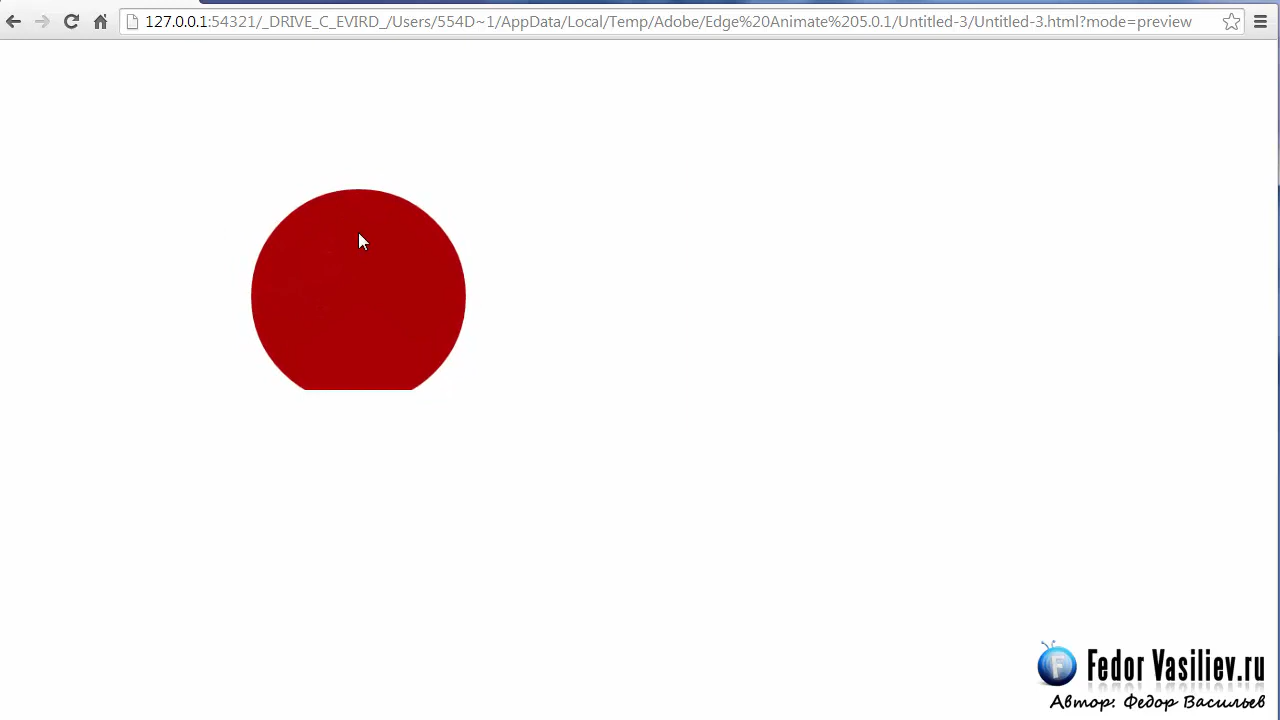 127.0.0.1:54321/_DRIVE_C_EVIRD_/Users/554D~1/AppData/Local/Temp/Adobe/Edge%20Animate%205.0.1/Untitled-3/Untitled-3.html?mode=preview
Fedor Vasiliev.ru
Автор: Федор Васильев